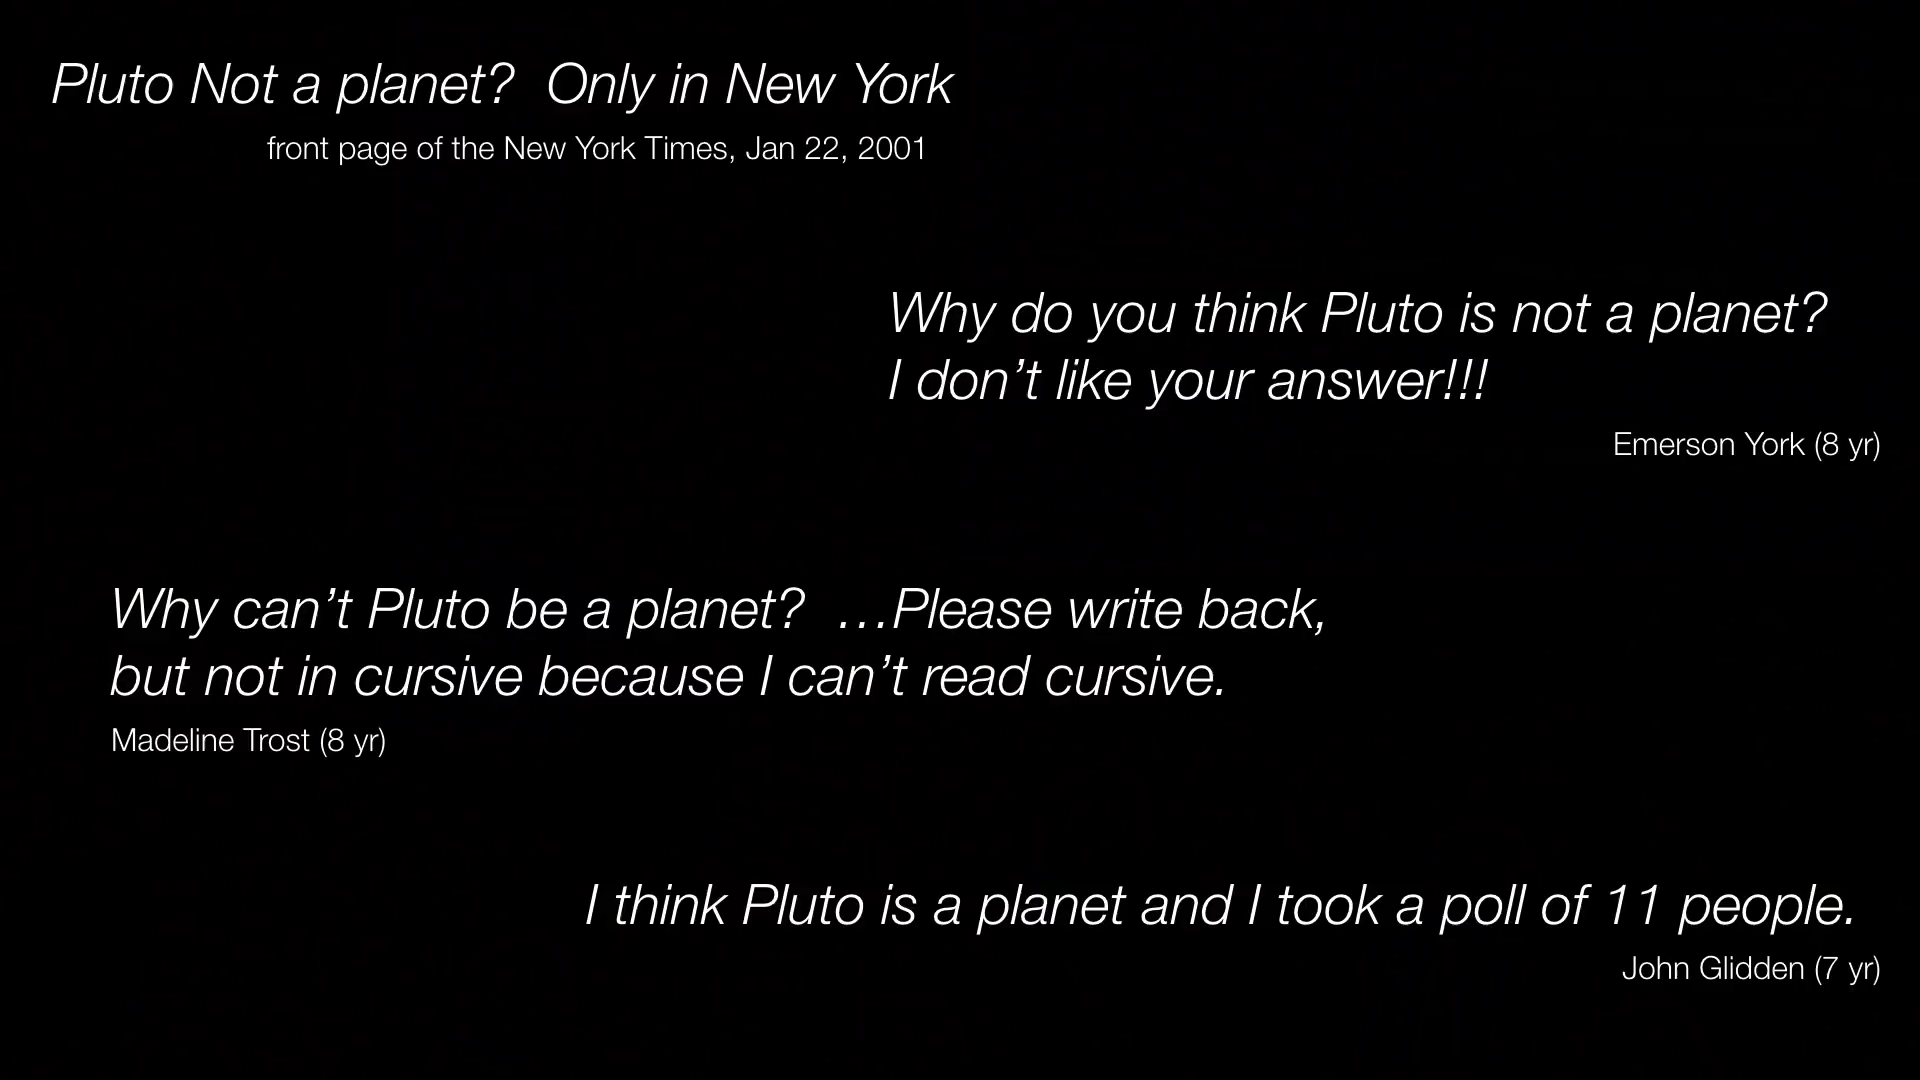 Pluto Not a planet?  Only in New York
front page of the New York Times, Jan 22, 2001
Why do you think Pluto is not a planet?
I don’t like your answer!!!
Emerson York (8 yr)
Why can’t Pluto be a planet?  …Please write back,
but not in cursive because I can’t read cursive.
Madeline Trost (8 yr)
I think Pluto is a planet and I took a poll of 11 people.
John Glidden (7 yr)